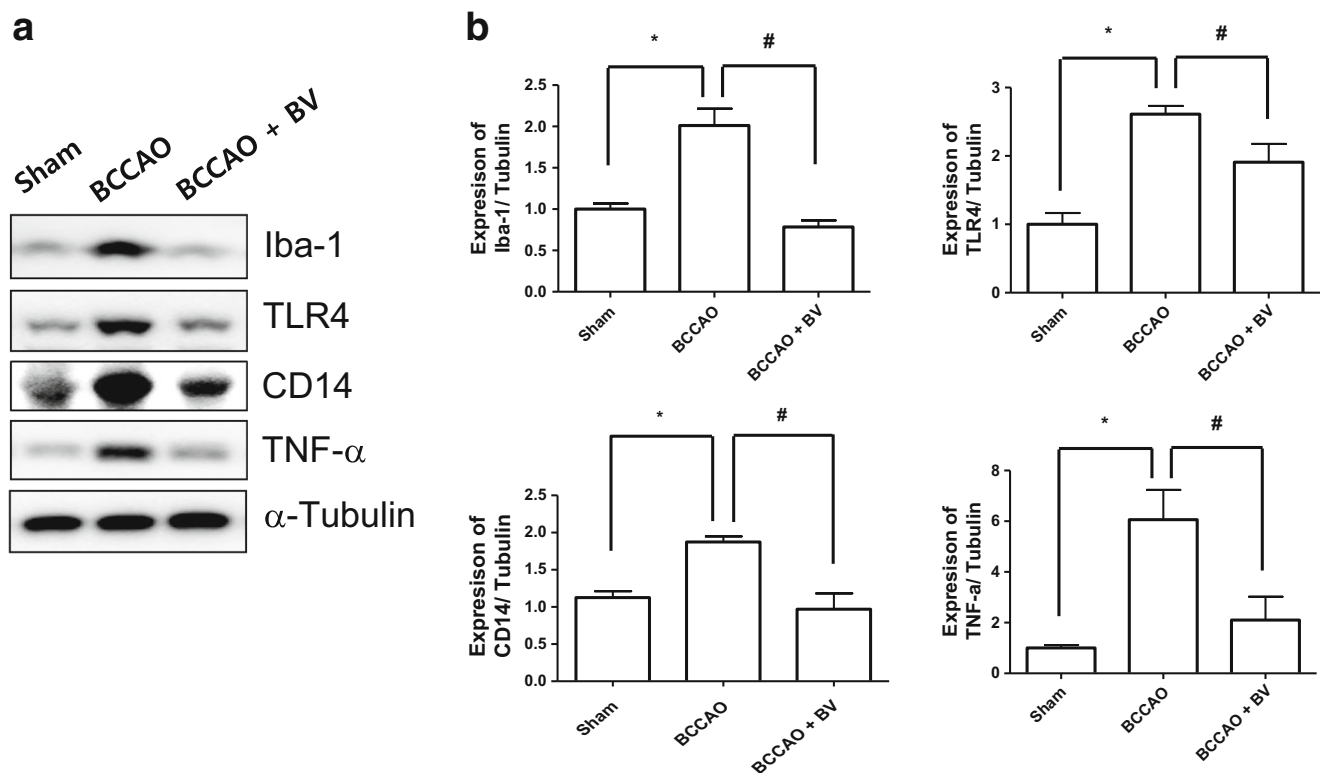 a
Sham
BCCAO
BCCAO + BV
Iba-1
TLR4
CD14
TNF-α
α-Tubulin
b
*
#
Expresison of
Iba-1/ Tubulin
2.5
2.0
1.5
1.0
0.5
0.0
Sham
BCCAO
BCCAO + BV
*
#
Expresison of
TLR4/ Tubulin
3
2
1
0
Sham
BCCAO
BCCAO + BV
*
#
Expresison of
CD14/ Tubulin
2.5
2.0
1.5
1.0
0.5
0.0
Sham
BCCAO
BCCAO + BV
*
#
Expresison of
TNF-a/ Tubulin
8
6
4
2
0
Sham
BCCAO
BCCAO + BV